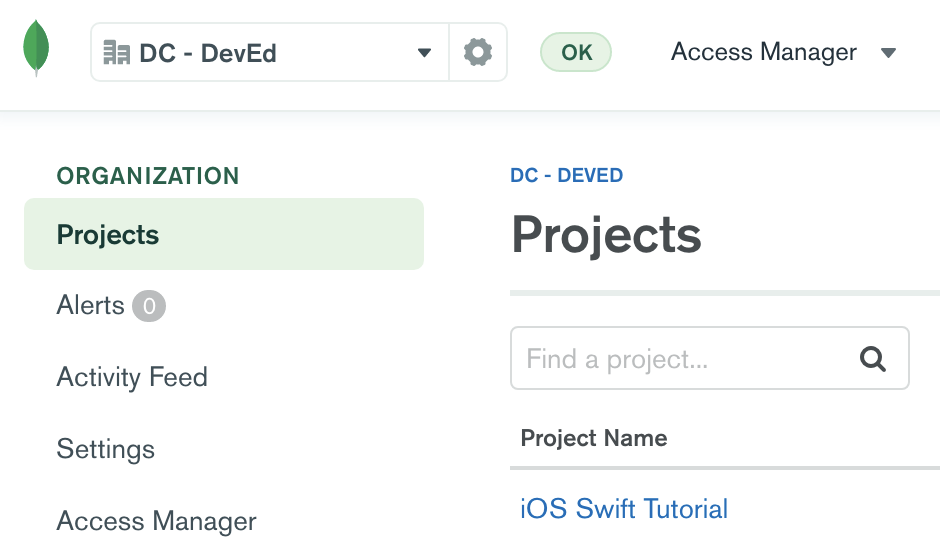 DC - DevEd
OK
Access Manager
ORGANIZATION
Projects
Alerts 0
Activity Feed
Settings
Access Manager
DC - DEVED
Projects
Find a project...
Project Name
iOS Swift Tutorial